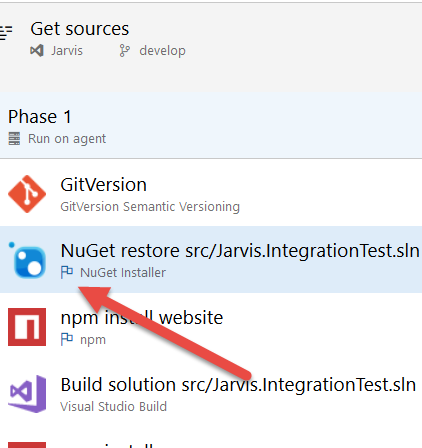 Get sources
Jarvis develop
Phase 1
Run on agent
GitVersion
GitVersion Semantic Versioning
NuGet restore src/Jarvis.IntegrationTest.sln
NuGet Installer
npm install website
npm
Build solution src/Jarvis.IntegrationTest.sln
Visual Studio Build